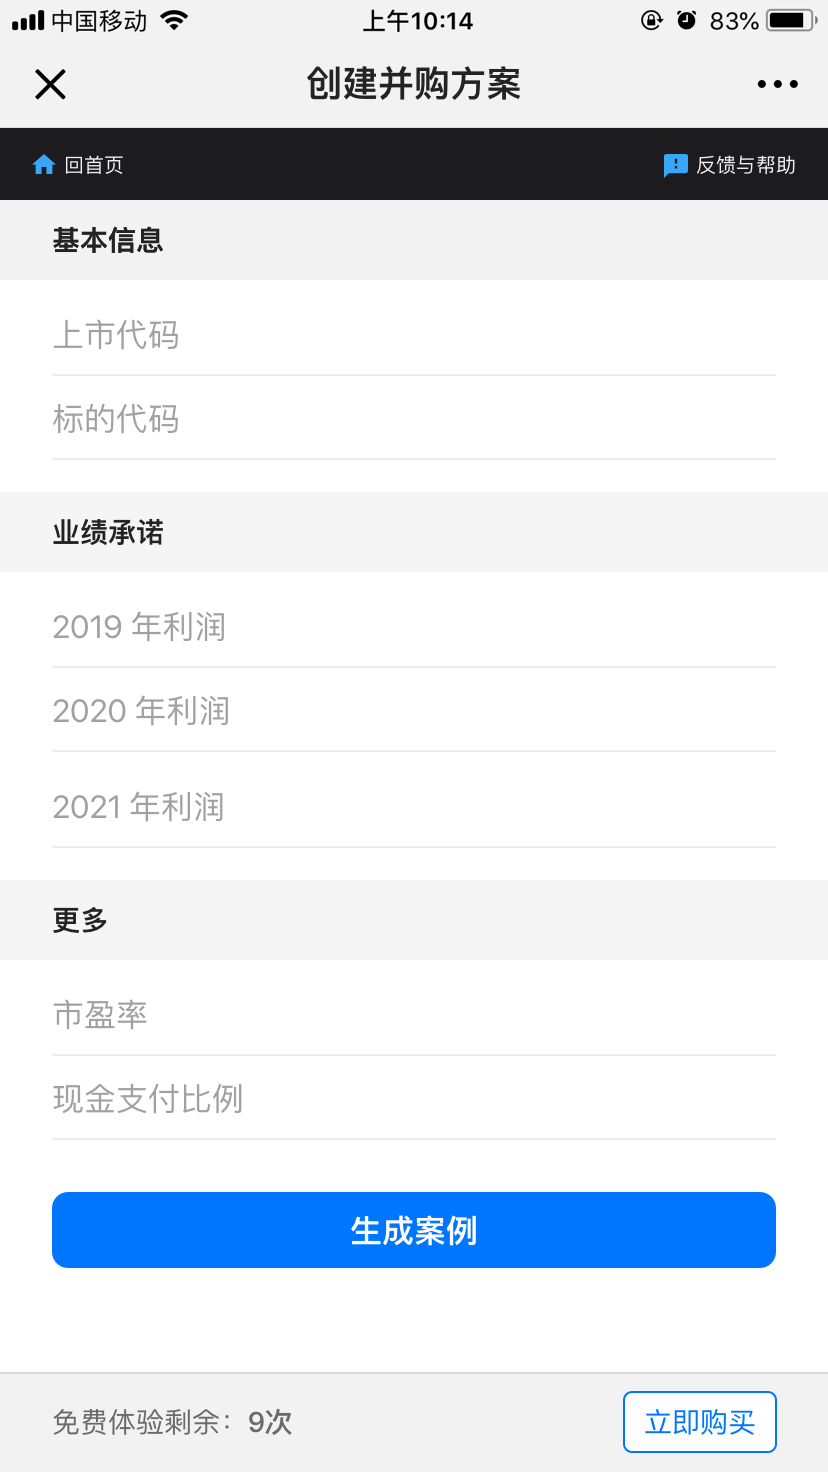 中国移动 上午10:14 83%
创建并购方案
回首页 反馈与帮助
基本信息
上市代码
标的代码
业绩承诺
2019 年利润
2020 年利润
2021 年利润
更多
市盈率
现金支付比例
生成案例
免费体验剩余：9次 立即购买